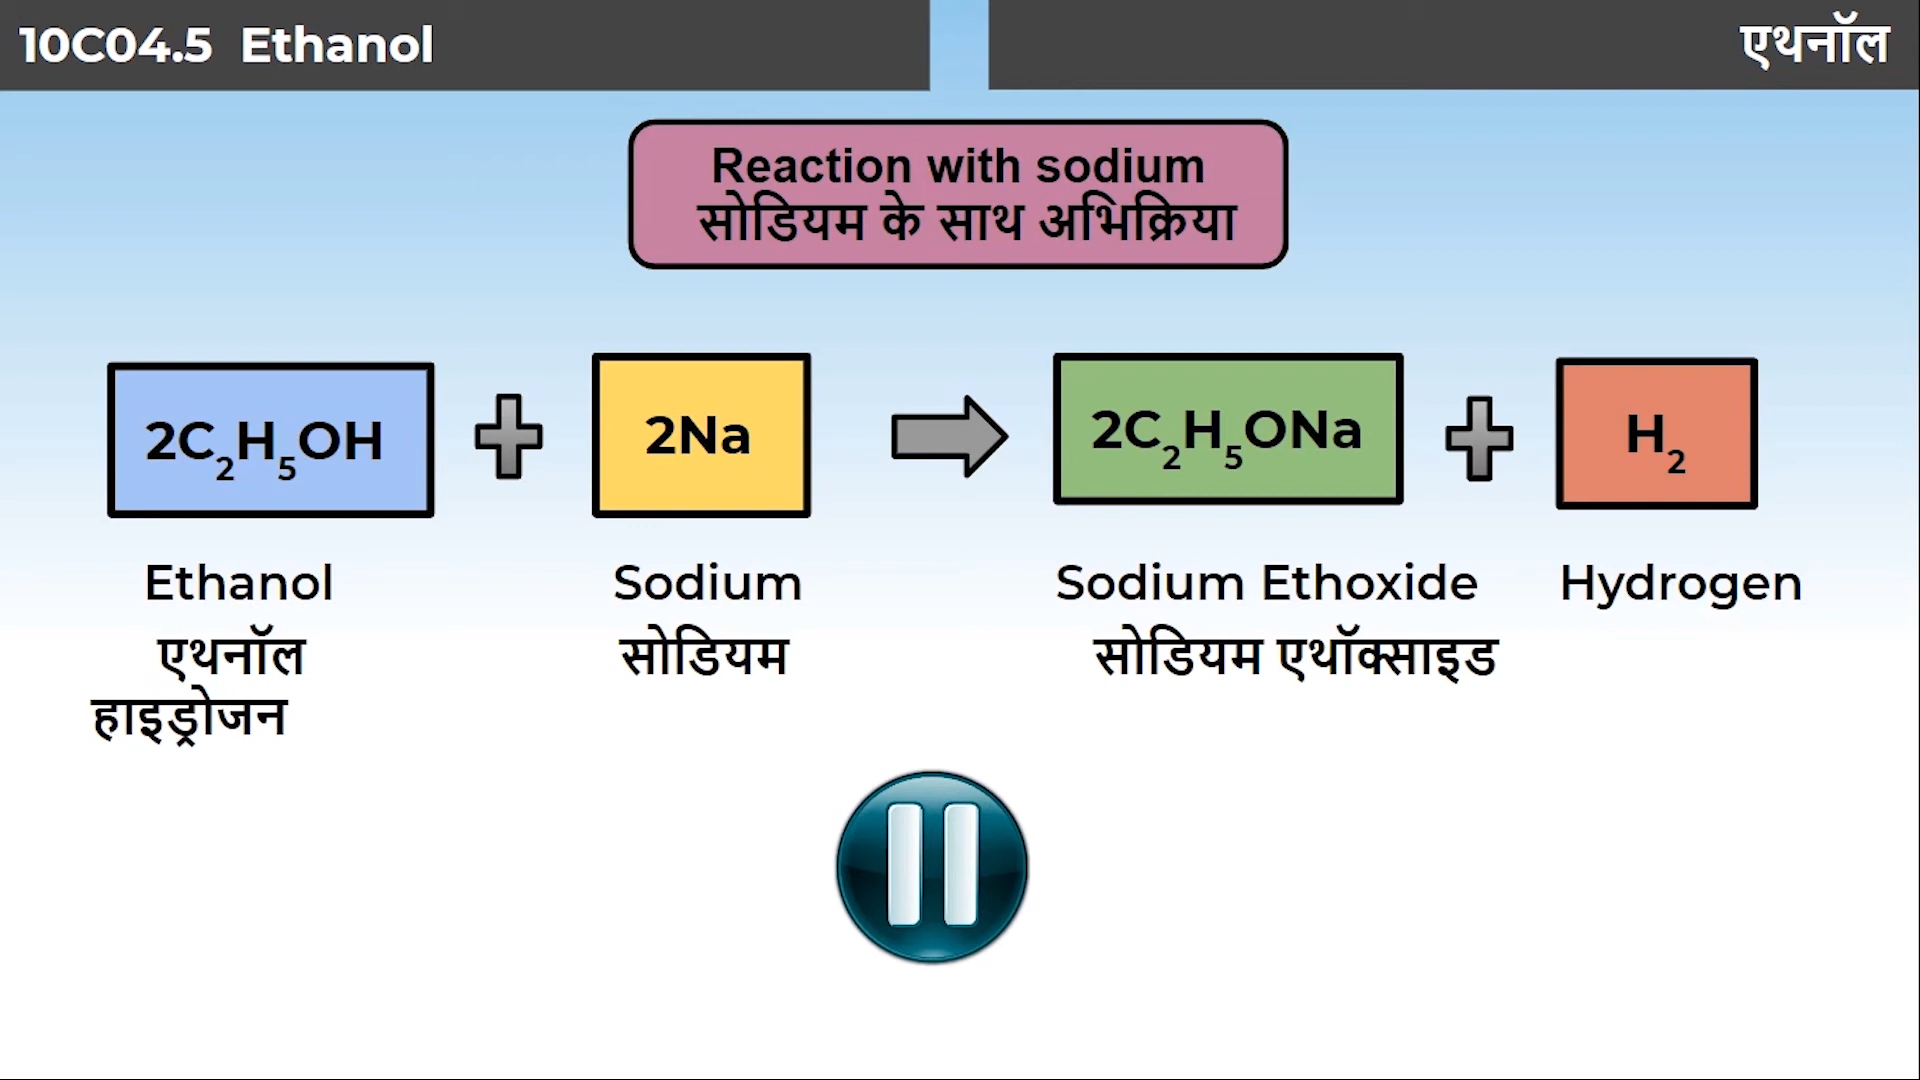 10C04.5 Ethanol
एथनॉल
Reaction with sodium
सोडियम के साथ अभिक्रिया
2C₂H₅OH
2Na
2C₂H₅ONa
H₂
Ethanol Sodium Sodium Ethoxide Hydrogen
एथनॉल सोडियम सोडियम एथॉक्साइड
हाइड्रोजन